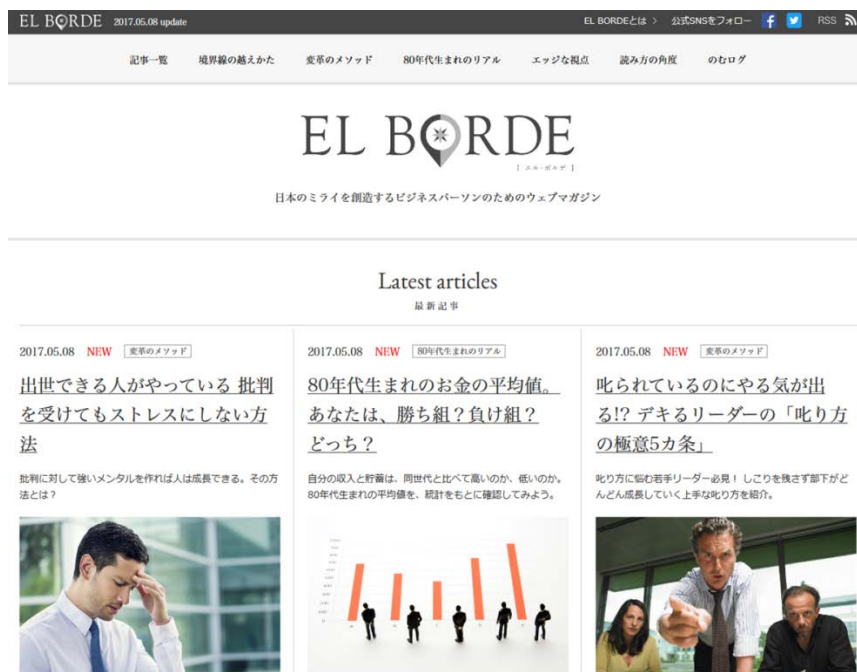 EL BORDE 2017.05.08 update EL BORDEとは > 公式SNSをフォロー RSS
記事一覧 境界線の越えかた 変革のメソッド 80年代生まれのリアル エッジな視点 読み方の角度 のむログ
EL BORDE
[ エル・ボルデ ]
日本のミライを創造するビジネスパーソンのためのウェブマガジン
Latest articles
最新記事
2017.05.08 NEW 変革のメソッド
出世できる人がやっている 批判
を受けてもストレスにしない方
法
批判に対して強いメンタルを作れば人は成長できる。その方
法とは？
2017.05.08 NEW 80年代生まれのリアル
80年代生まれのお金の平均値。
あなたは、勝ち組？負け組？
どっち？
自分の収入と貯蓄は、同世代と比べて高いのか、低いのか。
80年代生まれの平均値を、統計をもとに確認してみよう。
2017.05.08 NEW 変革のメソッド
叱られているのにやる気が出
る!? デキるリーダーの「叱り方
の極意5カ条」
叱り方に悩む若手リーダー必見！ しこりを残さず部下がど
んどん成長していく上手な叱り方を紹介。